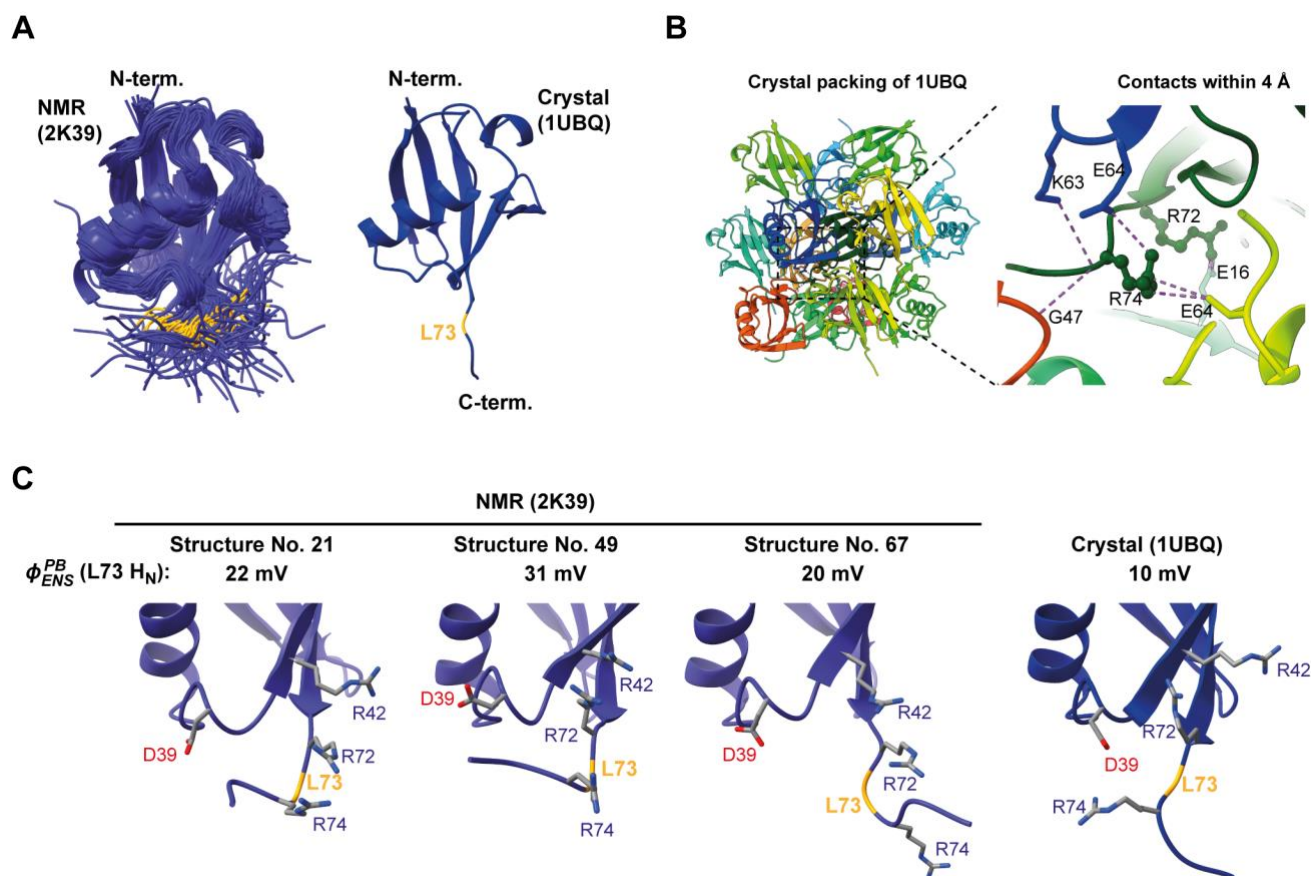 A
N-term.
NMR
(2K39)
N-term.
Crystal
(1UBQ)
L73
C-term.
B
Crystal packing of 1UBQ
Contacts within 4 Å
K63
E64
R72
E16
R74
E64
G47
C
NMR (2K39)
Structure No. 21
Structure No. 49
Structure No. 67
Crystal (1UBQ)
ϕ_ENS^PB (L73 H_N): 22 mV 31 mV 20 mV 10 mV
D39
R42
R72
L73
R74
D39
R42
R72
L73
R74
D39
R42
R72
L73
R74
D39
R42
R72
L73
R74